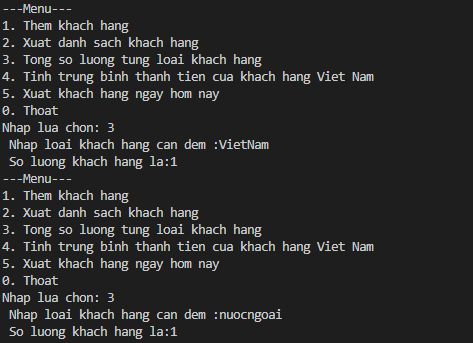 ---Menu---
1. Them khach hang
2. Xuat danh sach khach hang
3. Tong so luong tung loai khach hang
4. Tinh trung binh thanh tien cua khach hang Viet Nam
5. Xuat khach hang ngay hom nay
0. Thoat
Nhap lua chon: 3
 Nhap loai khach hang can dem :VietNam
 So luong khach hang la:1
---Menu---
1. Them khach hang
2. Xuat danh sach khach hang
3. Tong so luong tung loai khach hang
4. Tinh trung binh thanh tien cua khach hang Viet Nam
5. Xuat khach hang ngay hom nay
0. Thoat
Nhap lua chon: 3
 Nhap loai khach hang can dem :nuocngoai
 So luong khach hang la:1